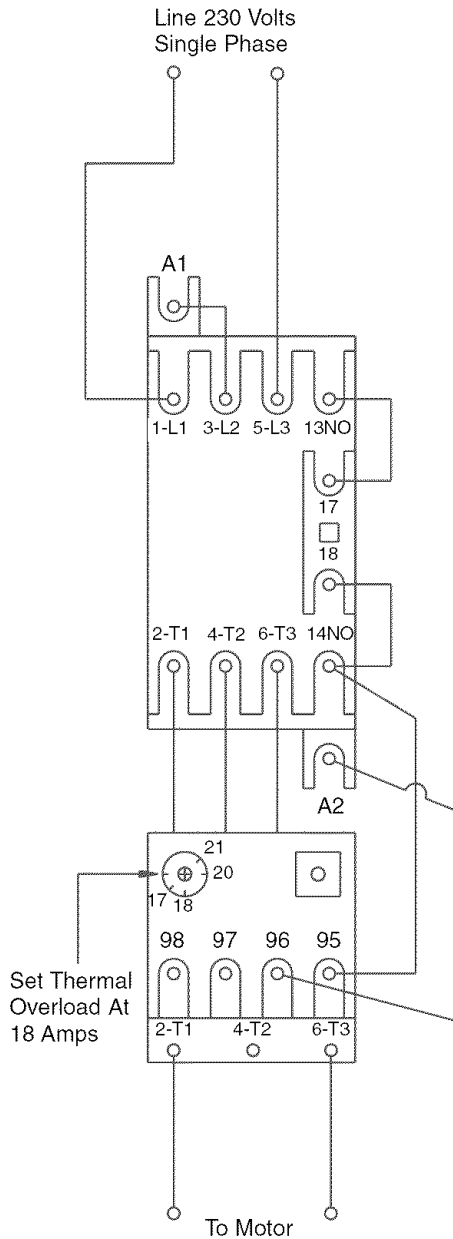 Line 230 Volts
Single Phase
A1
1-L1 3-L2 5-L3 13NO
17
18
2-T1 4-T2 6-T3 14NO
A2
21
20
17 18
98 97 96 95
Set Thermal
Overload At
18 Amps
2-T1 4-T2 6-T3
To Motor